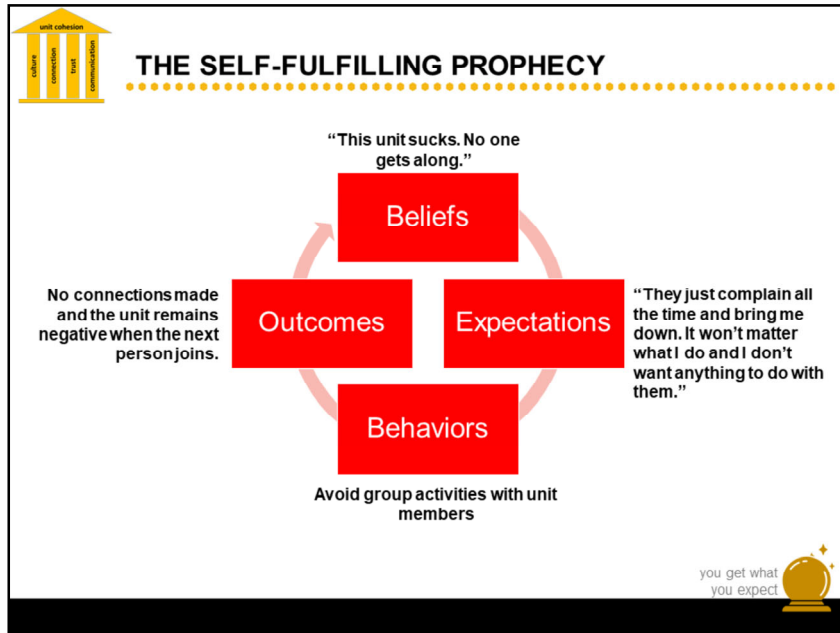 unit cohesion
culture
connection
trust
communication
THE SELF-FULFILLING PROPHECY
“This unit sucks. No one
gets along.”
Beliefs
No connections made
and the unit remains
negative when the next
person joins.
Outcomes
Expectations
“They just complain all
the time and bring me
down. It won’t matter
what I do and I don’t
want anything to do with
them.”
Behaviors
Avoid group activities with unit
members
you get what
you expect